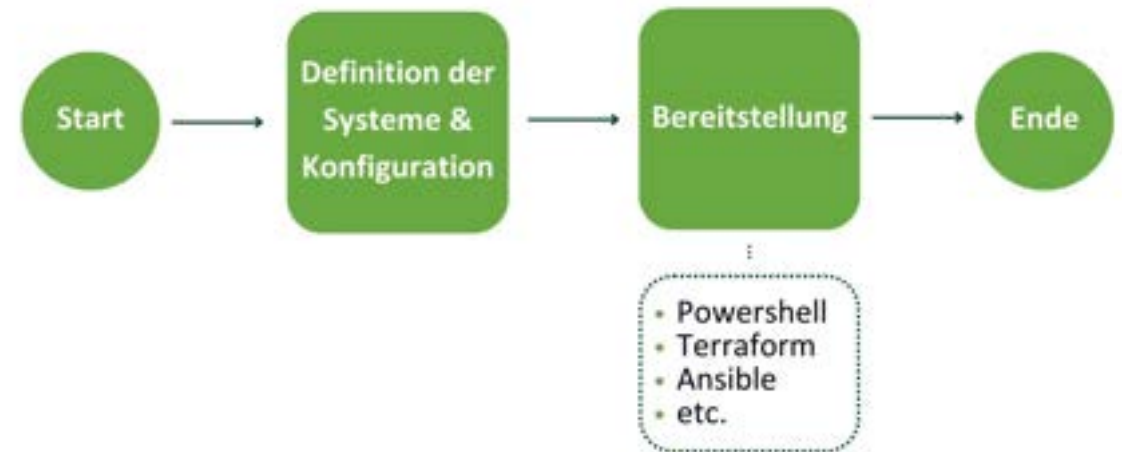 Start
Definition der
Systeme &
Konfiguration
Bereitstellung
Ende
• Powershell
• Terraform
• Ansible
• etc.